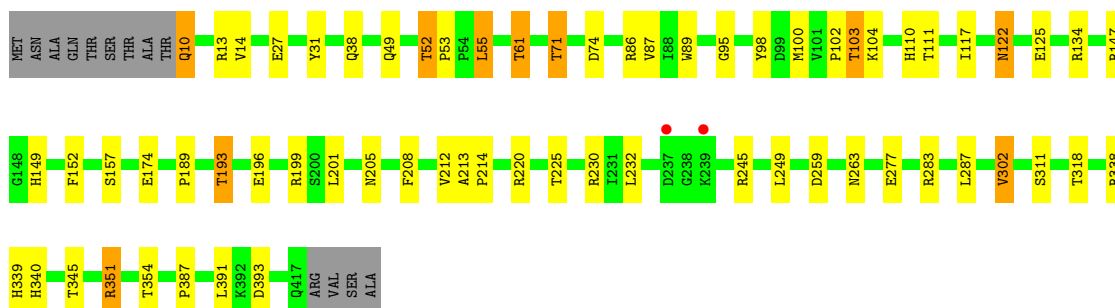 MET ASN ALA GLN THR SER THR ALA THR Q10 R13 V14 E27 Y31 Q38 Q49 T52 P53 P54 L55 T61 T71 D74 R86 V87 I88 W89 G95 Y98 D99 M100 V101 P102 T103 K104 H110 T111 I117 N122 E125 R134
G148 H149 F152 S157 E174 P189 T193 E196 R199 S200 L201 N205 F208 V212 A213 P214 R220 T225 R230 I231 L232 D237 G238 K239 R245 L249 D259 N263 E277 R283 L287 V302 S311 T318
H339 H340 T345 R351 T354 P387 L391 K392 D393 Q417 ARG VAL SER ALA